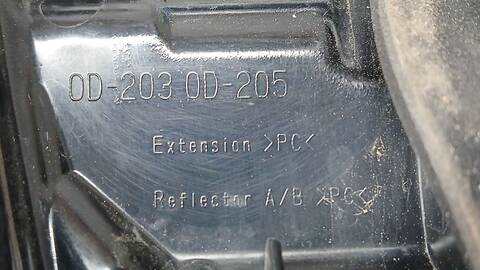 OD-203 OD-205
Extension >PC<
Reflector A/B >PC<